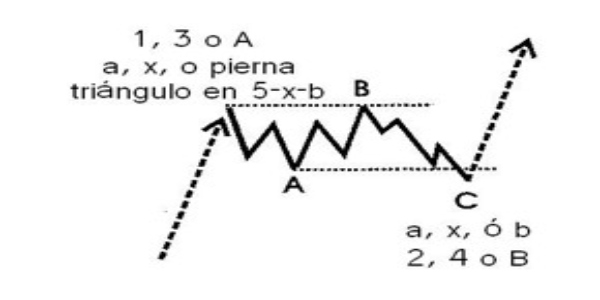 1, 3 o A
a, x, o pierna
triángulo en 5-x-b
B
A
C
a, x, ó b
2, 4 o B